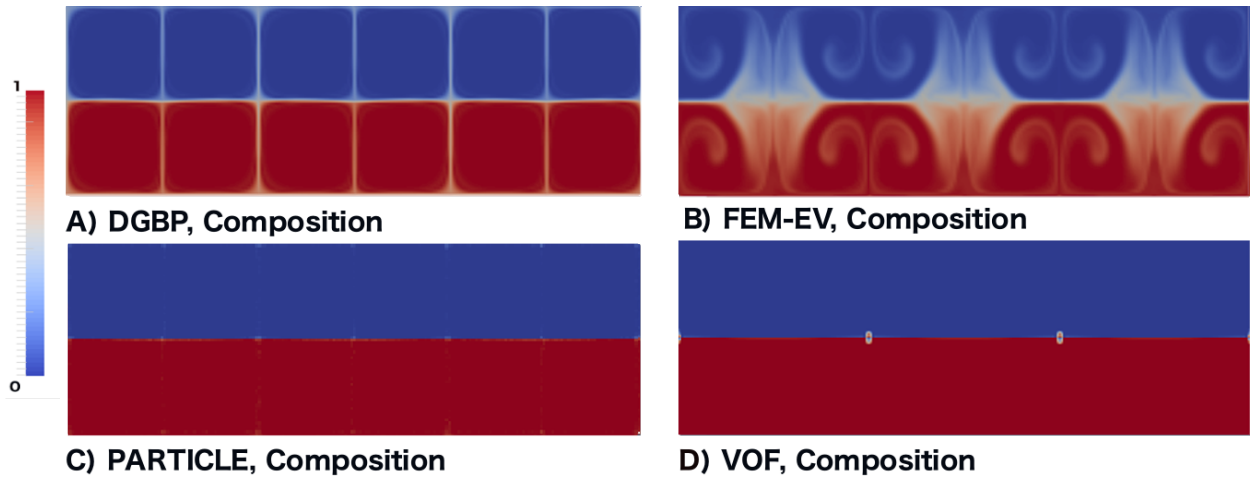 1
0
A) DGBP, Composition
B) FEM-EV, Composition
C) PARTICLE, Composition
D) VOF, Composition